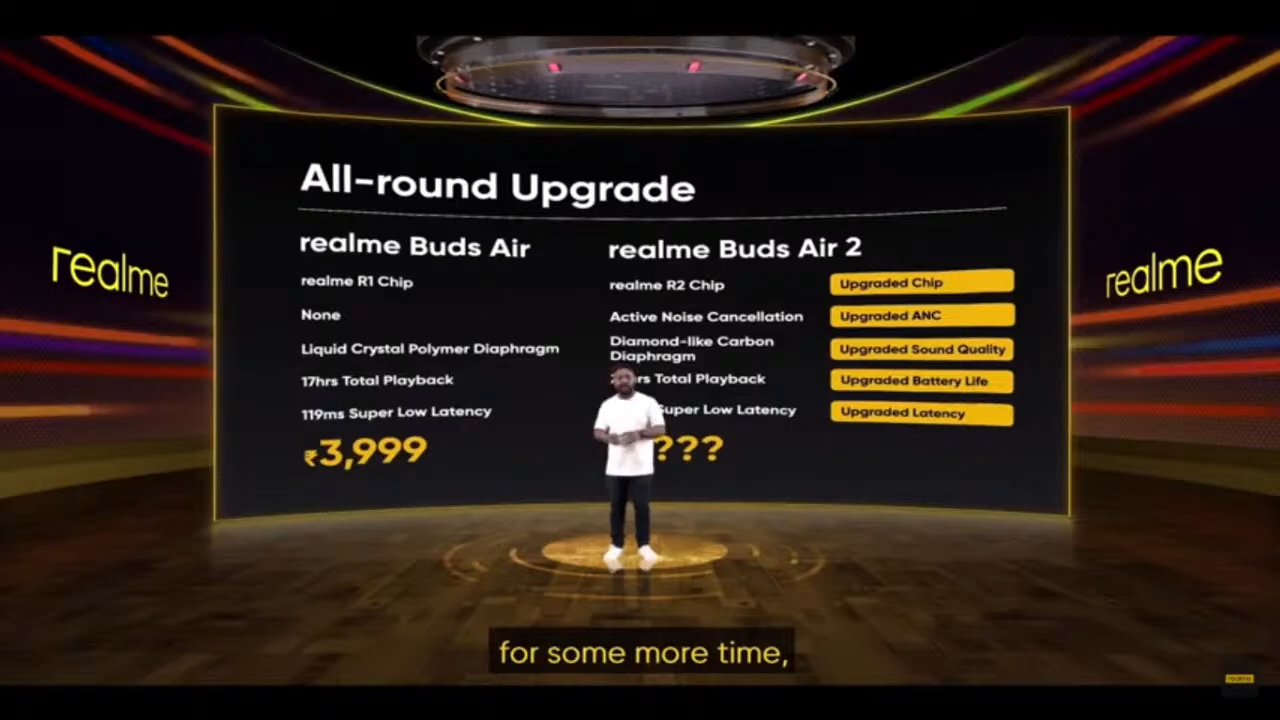 All-round Upgrade
realme Buds Air
realme Buds Air 2
realme R1 Chip
realme R2 Chip
Upgraded Chip
None
Active Noise Cancellation
Upgraded ANC
Liquid Crystal Polymer Diaphragm
Diamond-like Carbon
Diaphragm
Upgraded Sound Quality
17hrs Total Playback
Total Playback
Upgraded Battery Life
119ms Super Low Latency
Super Low Latency
Upgraded Latency
₹3,999
???
realme
realme
for some more time,
realme